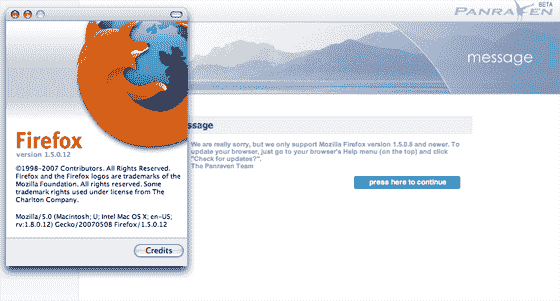 BETA
PANRAVEN
message
Firefox
version 1.5.0.12
©1998-2007 Contributors. All Rights Reserved.
Firefox and the Firefox logos are trademarks of the
Mozilla Foundation. All rights reserved. Some
trademark rights used under license from The
Charlton Company.
Mozilla/5.0 (Macintosh; U; Intel Mac OS X; en-US;
rv:1.8.0.12) Gecko/20070508 Firefox/1.5.0.12
Credits
ssage
We are really sorry, but we only support Mozilla Firefox version 1.5.0.6 and newer. To
update your browser, just go to your browser's Help menu (on the top) and click
"Check for updates?".
The Panraven Team
press here to continue